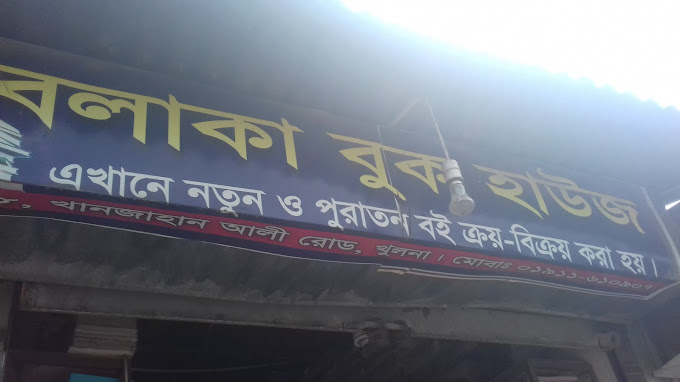 বলাকা বুক হাউজ
এখানে নতুন ও পুরাতন বই ক্রয়-বিক্রয় করা হয়।
খানজাহান আলী রোড, খুলনা। মোবাঃ